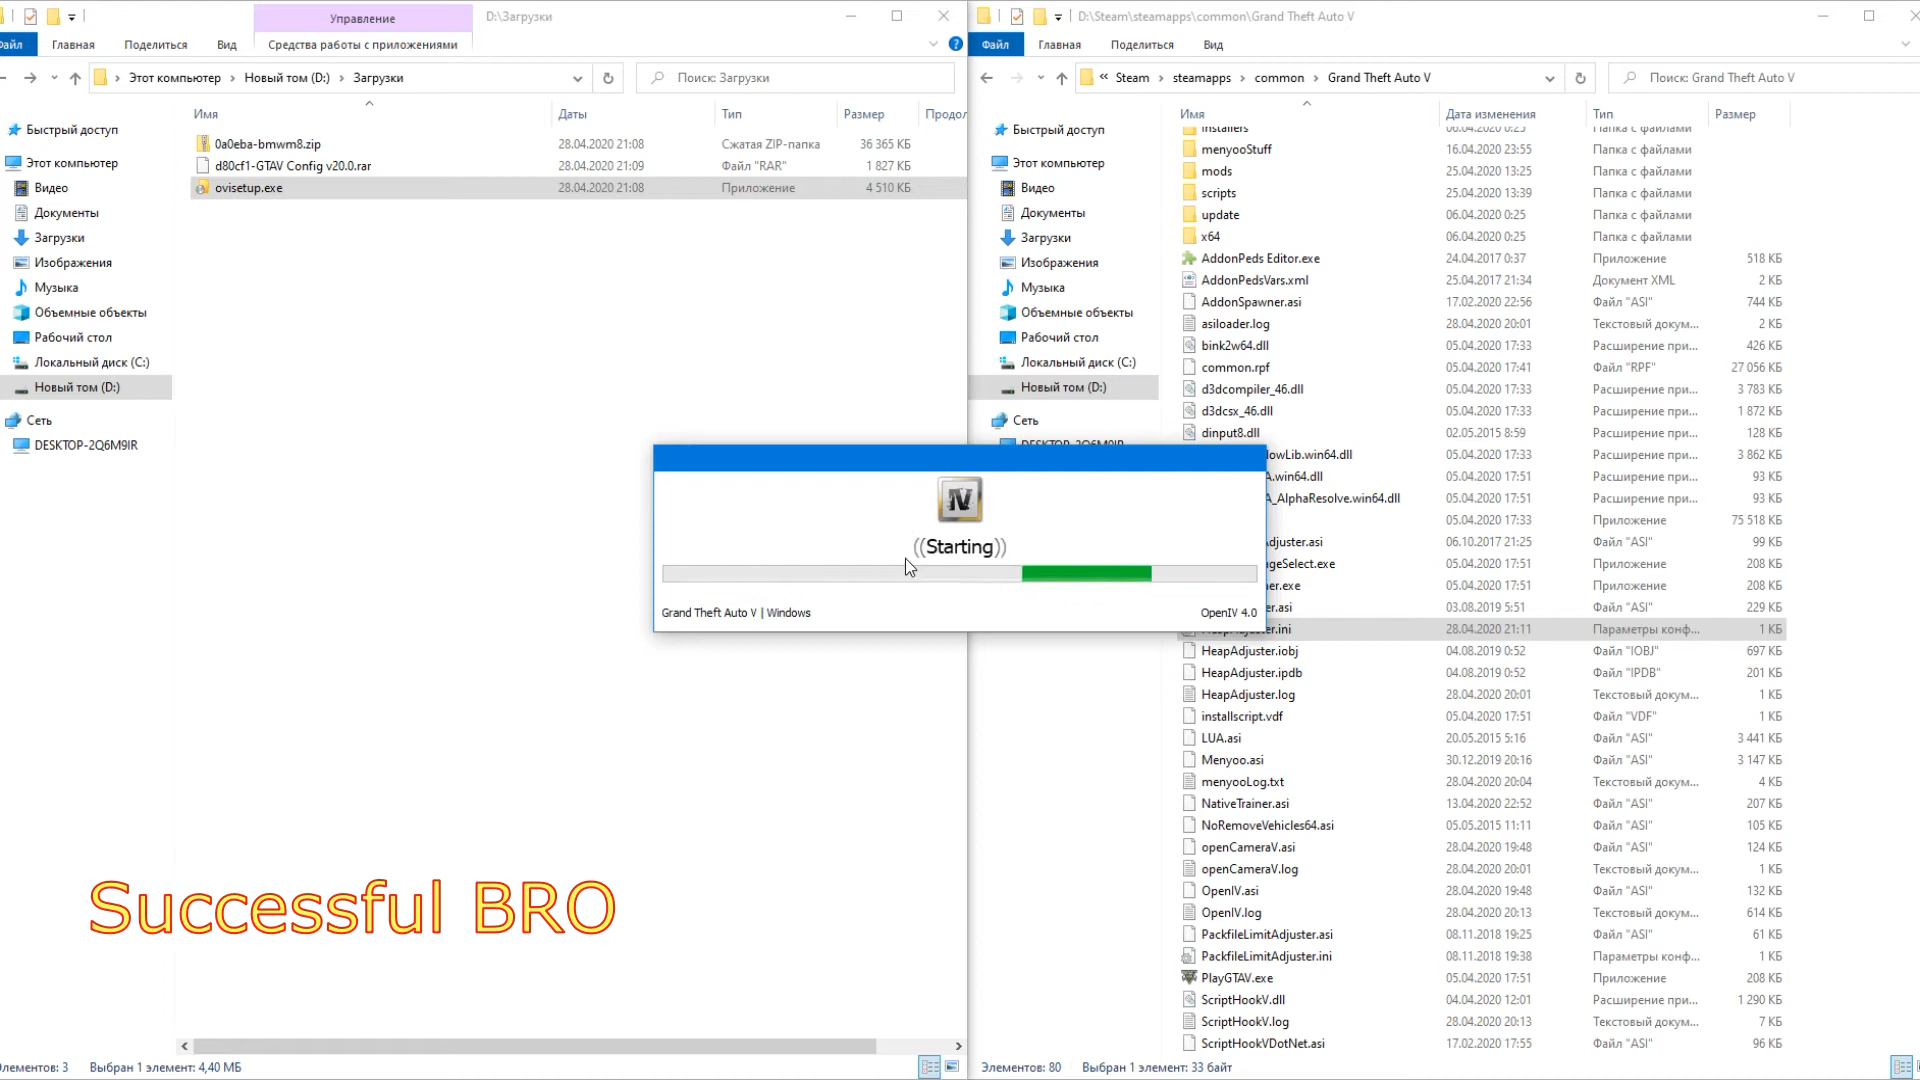 Управление
D:\Загрузки
Файл
Главная
Поделиться
Вид
Средства работы с приложениями
Этот компьютер
Новый том (D:)
Загрузки
Поиск: Загрузки
Имя
Даты
Тип
Размер
Продол
Быстрый доступ
Этот компьютер
Видео
Документы
Загрузки
Изображения
Музыка
Объемные объекты
Рабочий стол
Локальный диск (C:)
Новый том (D:)
Сеть
DESKTOP-2Q6M9IR
0a0eba-bmwm8.zip 28.04.2020 21:08 Сжатая ZIP-папка 36 365 КБ
d80cf1-GTAV Config v20.0.rar 28.04.2020 21:09 Файл "RAR" 1 827 КБ
ovisetup.exe 28.04.2020 21:08 Приложение 4 510 КБ
Successful BRO
Элементов: 3 Выбран 1 элемент: 4,40 МБ
D:\Steam\steamapps\common\Grand Theft Auto V
Файл
Главная
Поделиться
Вид
Steam
steamapps
common
Grand Theft Auto V
Поиск: Grand Theft Auto V
Имя
Дата изменения
Тип
Размер
Быстрый доступ
Этот компьютер
Видео
Документы
Загрузки
Изображения
Музыка
Объемные объекты
Рабочий стол
Локальный диск (C:)
Новый том (D:)
Сеть
DESKTOP-2Q6M9IR
installers 06.04.2020 0:25 Папка с файлами
menyooStuff 16.04.2020 23:55 Папка с файлами
mods 25.04.2020 13:25 Папка с файлами
scripts 25.04.2020 13:39 Папка с файлами
update 06.04.2020 0:25 Папка с файлами
x64 06.04.2020 0:25 Папка с файлами
AddonPeds Editor.exe 24.04.2017 0:37 Приложение 518 КБ
AddonPedsVars.xml 25.04.2017 21:34 Документ XML 2 КБ
AddonSpawner.asi 17.02.2020 22:56 Файл "ASI" 744 КБ
asiloader.log 28.04.2020 20:01 Текстовый докум... 2 КБ
bink2w64.dll 05.04.2020 17:33 Расширение при... 426 КБ
common.rpf 05.04.2020 17:41 Файл "RPF" 27 056 КБ
d3dcompiler_46.dll 05.04.2020 17:33 Расширение при... 3 783 КБ
d3dcsx_46.dll 05.04.2020 17:33 Расширение при... 1 872 КБ
dinput8.dll 02.05.2015 8:59 Расширение при... 128 КБ
owLib.win64.dll 05.04.2020 17:33 Расширение при... 3 862 КБ
A.win64.dll 05.04.2020 17:51 Расширение при... 93 КБ
A_AlphaResolve.win64.dll 05.04.2020 17:51 Расширение при... 93 КБ
05.04.2020 17:33 Приложение 75 518 КБ
djuster.asi 06.10.2017 21:25 Файл "ASI" 99 КБ
geSelect.exe 05.04.2020 17:33 Приложение 208 КБ
er.exe 05.04.2020 17:33 Приложение 208 КБ
er.asi 03.08.2019 5:51 Файл "ASI" 229 КБ
HeapAdjuster.ini 28.04.2020 21:11 Параметры конф... 1 КБ
HeapAdjuster.iobj 04.08.2019 0:52 Файл "IOBJ" 697 КБ
HeapAdjuster.ipdb 04.08.2019 0:52 Файл "IPDB" 201 КБ
HeapAdjuster.log 28.04.2020 20:01 Текстовый докум... 1 КБ
installscript.vdf 05.04.2020 17:51 Файл "VDF" 1 КБ
LUA.asi 20.05.2015 5:16 Файл "ASI" 3 441 КБ
Menyoo.asi 30.12.2019 20:16 Файл "ASI" 3 147 КБ
menyooLog.txt 28.04.2020 20:04 Текстовый докум... 4 КБ
NativeTrainer.asi 13.04.2020 22:52 Файл "ASI" 207 КБ
NoRemoveVehicles64.asi 05.05.2015 11:11 Файл "ASI" 105 КБ
openCameraV.asi 28.04.2020 19:48 Файл "ASI" 124 КБ
openCameraV.log 28.04.2020 20:01 Текстовый докум... 1 КБ
OpenIV.asi 28.04.2020 19:48 Файл "ASI" 132 КБ
OpenIV.log 28.04.2020 20:13 Текстовый докум... 614 КБ
PackfileLimitAdjuster.asi 08.11.2018 19:25 Файл "ASI" 61 КБ
PackfileLimitAdjuster.ini 08.11.2018 19:38 Параметры конф... 1 КБ
PlayGTAV.exe 05.04.2020 17:51 Приложение 208 КБ
ScriptHookV.dll 04.04.2020 12:01 Расширение при... 1 290 КБ
ScriptHookV.log 28.04.2020 20:13 Текстовый докум... 7 КБ
ScriptHookVDotNet.asi 17.02.2020 17:55 Файл "ASI" 96 КБ
Элементов: 80 Выбран 1 элемент: 33 байт
IV
((Starting))
Grand Theft Auto V | Windows
OpenIV 4.0